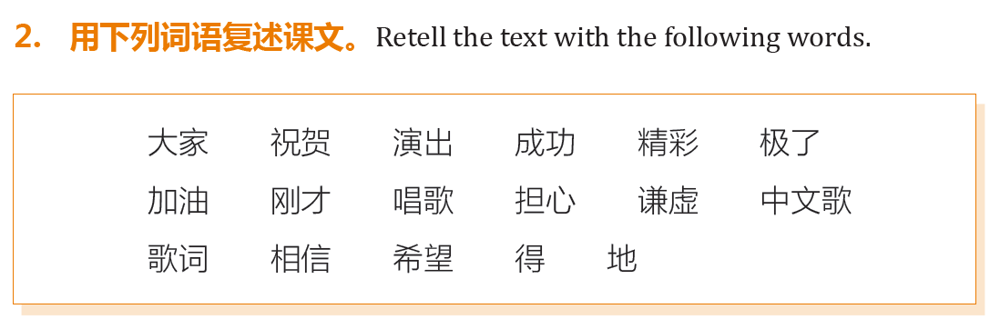 2. 用下列词语复述课文。Retell the text with the following words.
大家 祝贺 演出 成功 精彩 极了
加油 刚才 唱歌 担心 谦虚 中文歌
歌词 相信 希望 得 地